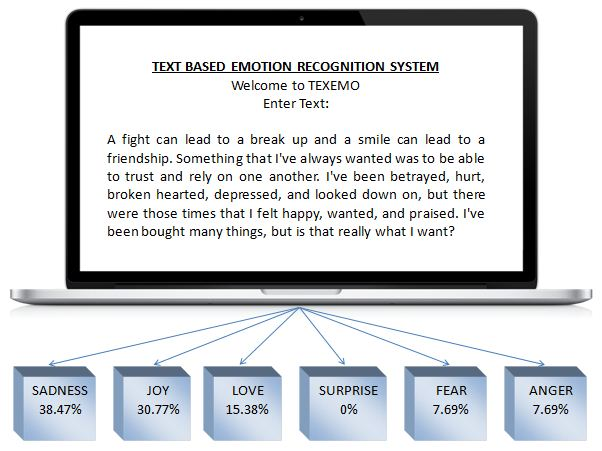 TEXT BASED EMOTION RECOGNITION SYSTEM
Welcome to TEXEMO
Enter Text:
A fight can lead to a break up and a smile can lead to a
friendship. Something that I've always wanted was to be able
to trust and rely on one another. I've been betrayed, hurt,
broken hearted, depressed, and looked down on, but there
were those times that I felt happy, wanted, and praised. I've
been bought many things, but is that really what I want?
SADNESS JOY LOVE SURPRISE FEAR ANGER
38.47% 30.77% 15.38% 0% 7.69% 7.69%